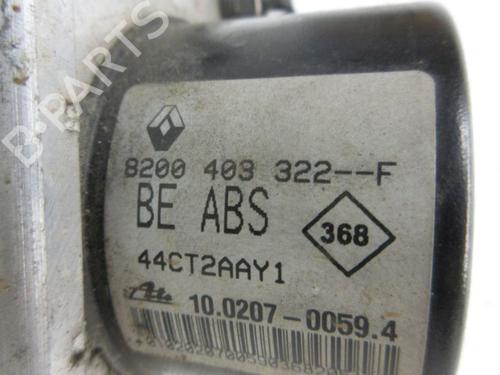 B-PARTS
8200 403 322--F
BE ABS
368
44CT2AAY1
Ate 10.0207-0059.4